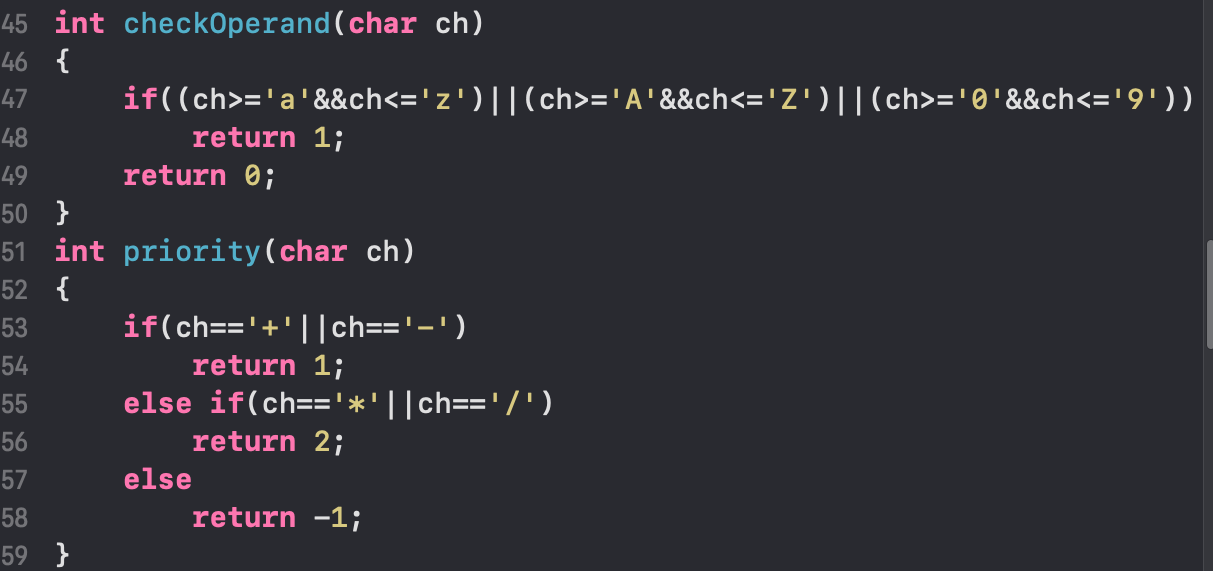 45 int checkOperand(char ch)
46 {
47     if((ch>='a'&&ch<='z')||(ch>='A'&&ch<='Z')||(ch>='0'&&ch<='9'))
48         return 1;
49     return 0;
50 }
51 int priority(char ch)
52 {
53     if(ch=='+'||ch=='-')
54         return 1;
55     else if(ch=='*'||ch=='/')
56         return 2;
57     else
58         return -1;
59 }